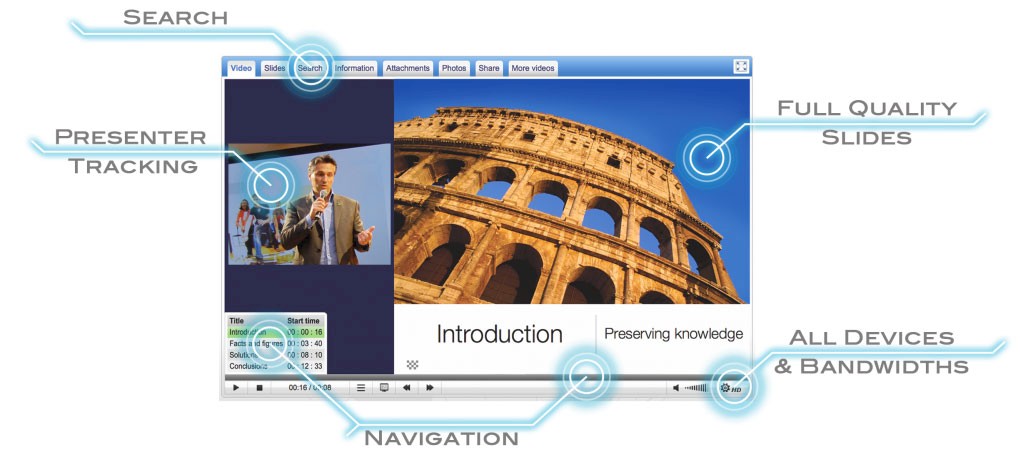 SEARCH
Video Slides Search Information Attachments Photos Share More videos
FULL QUALITY
SLIDES
PRESENTER
TRACKING
Title Start time
Introduction 00 : 00 : 16
Facts and figures 00 : 03 : 40
Solutions 00 : 08 : 10
Conclusions 00 : 12 : 33
Introduction
Preserving knowledge
ALL DEVICES
& BANDWIDTHS
00:16 / :08
HD
NAVIGATION